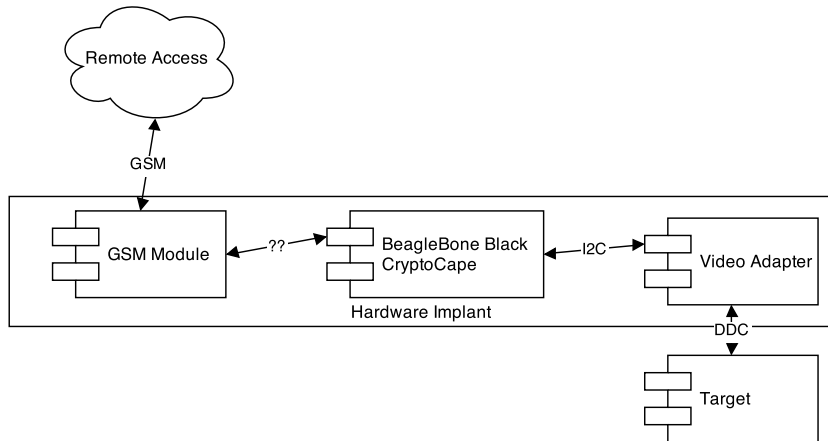 Remote Access
GSM
GSM Module
??
BeagleBone Black
CryptoCape
I2C
Video Adapter
Hardware Implant
DDC
Target